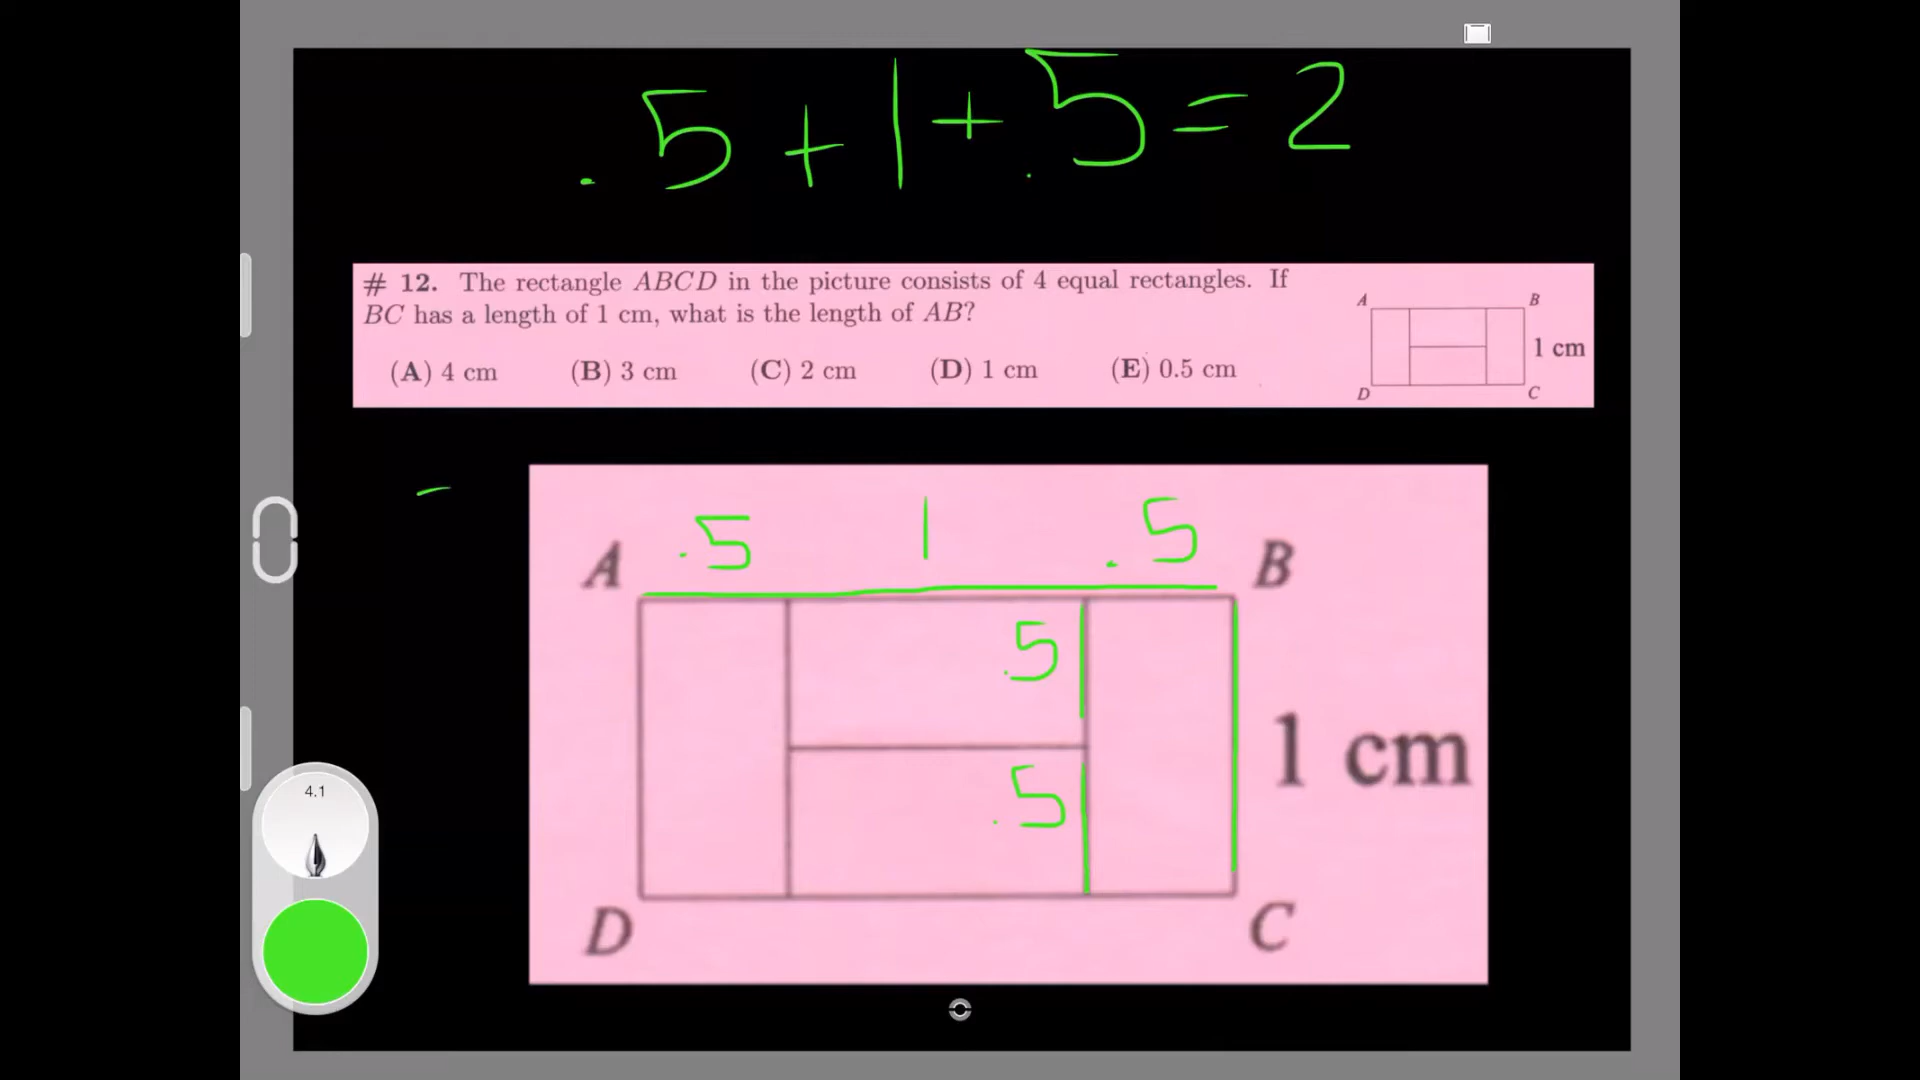 .5 + 1 + .5 = 2
# 12. The rectangle ABCD in the picture consists of 4 equal rectangles. If
BC has a length of 1 cm, what is the length of AB?
(A) 4 cm (B) 3 cm (C) 2 cm (D) 1 cm (E) 0.5 cm
A B
1 cm
D C
.5 1 .5
A B
.5
1 cm
.5
D C
4.1